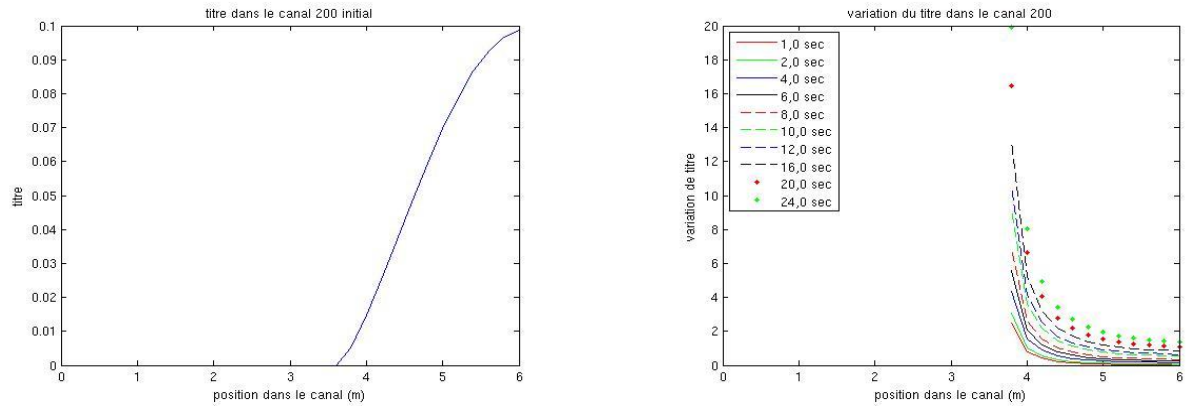 titre dans le canal 200 initial
0.1
0.09
0.08
0.07
0.06
0.05
0.04
0.03
0.02
0.01
0
titre
0 1 2 3 4 5 6
position dans le canal (m)
variation du titre dans le canal 200
20
18
16
14
12
10
8
6
4
2
0
variation de titre
1,0 sec
2,0 sec
4,0 sec
6,0 sec
8,0 sec
10,0 sec
12,0 sec
16,0 sec
20,0 sec
24,0 sec
0 1 2 3 4 5 6
position dans le canal (m)